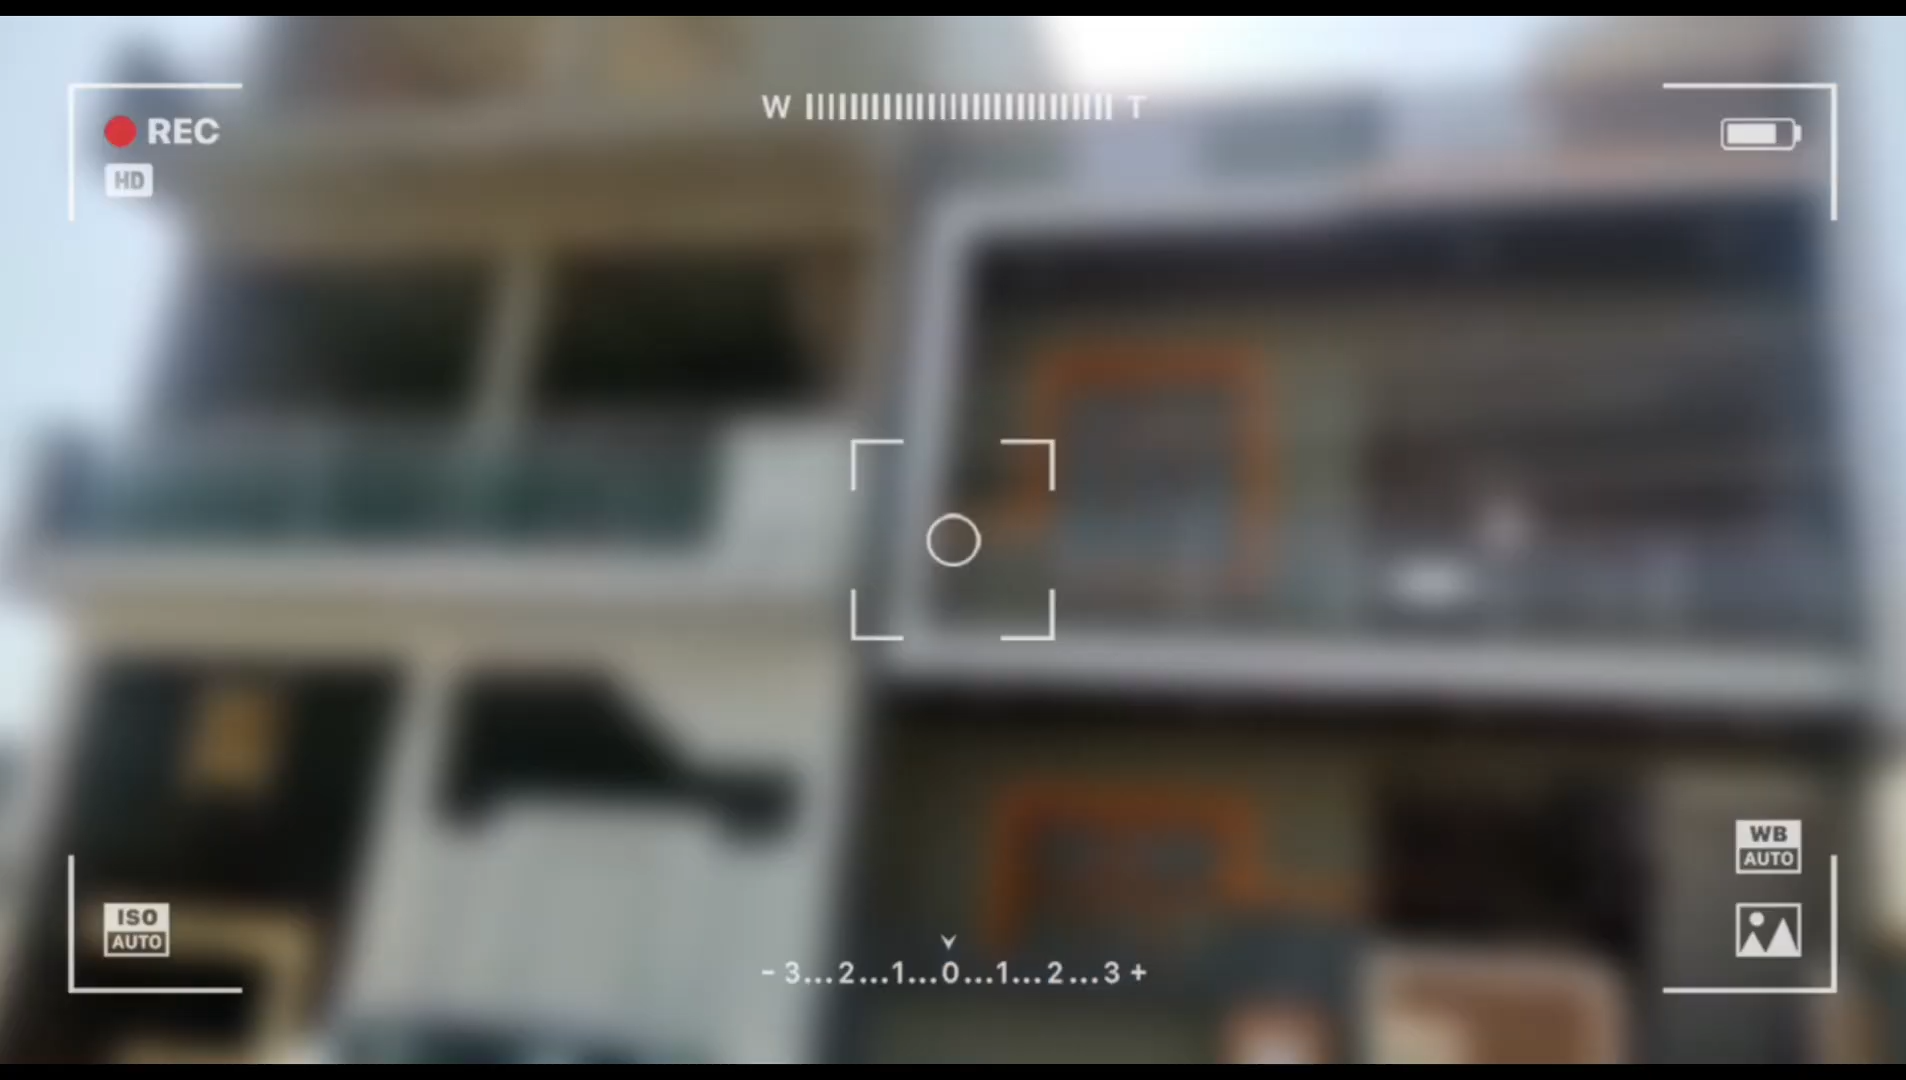 W T
REC
HD
WB
AUTO
ISO
AUTO
- 3...2...1...0...1...2...3 +